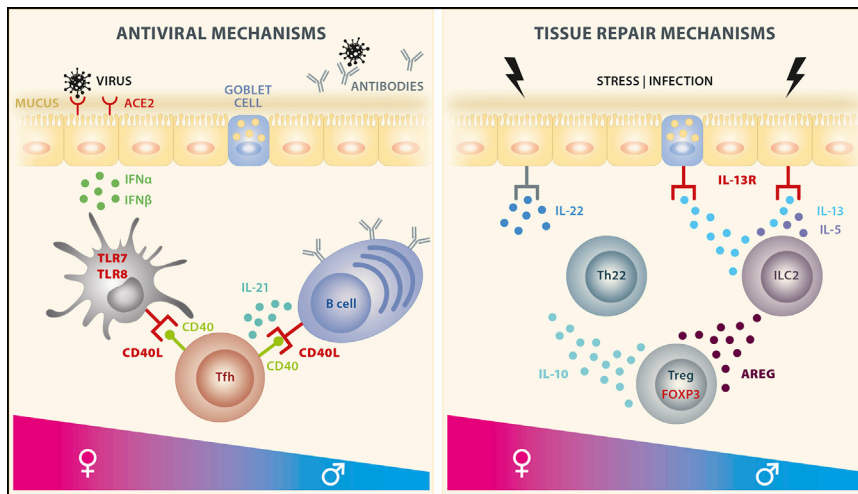 ANTIVIRAL MECHANISMS
VIRUS
MUCUS
ACE2
GOBLET
CELL
ANTIBODIES
IFNα
IFNβ
TLR7
TLR8
IL-21
B cell
CD40
CD40L
CD40L
CD40
Tfh
♀
♂
TISSUE REPAIR MECHANISMS
STRESS | INFECTION
IL-13R
IL-22
IL-13
IL-5
Th22
ILC2
IL-10
Treg
FOXP3
AREG
♀
♂